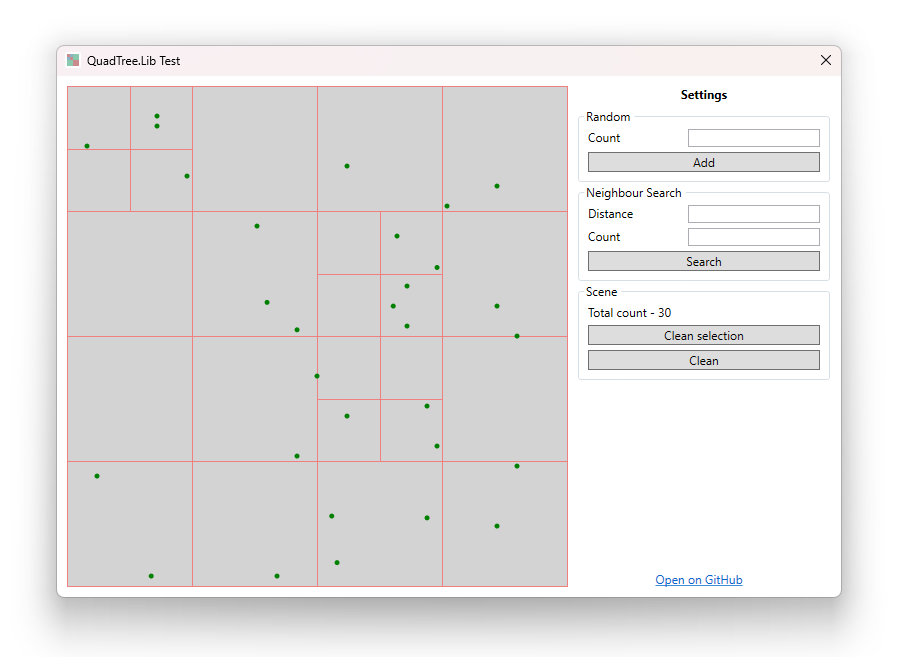 QuadTree.Lib Test
Settings
Random
Count
Add
Neighbour Search
Distance
Count
Search
Scene
Total count - 30
Clean selection
Clean
Open on GitHub